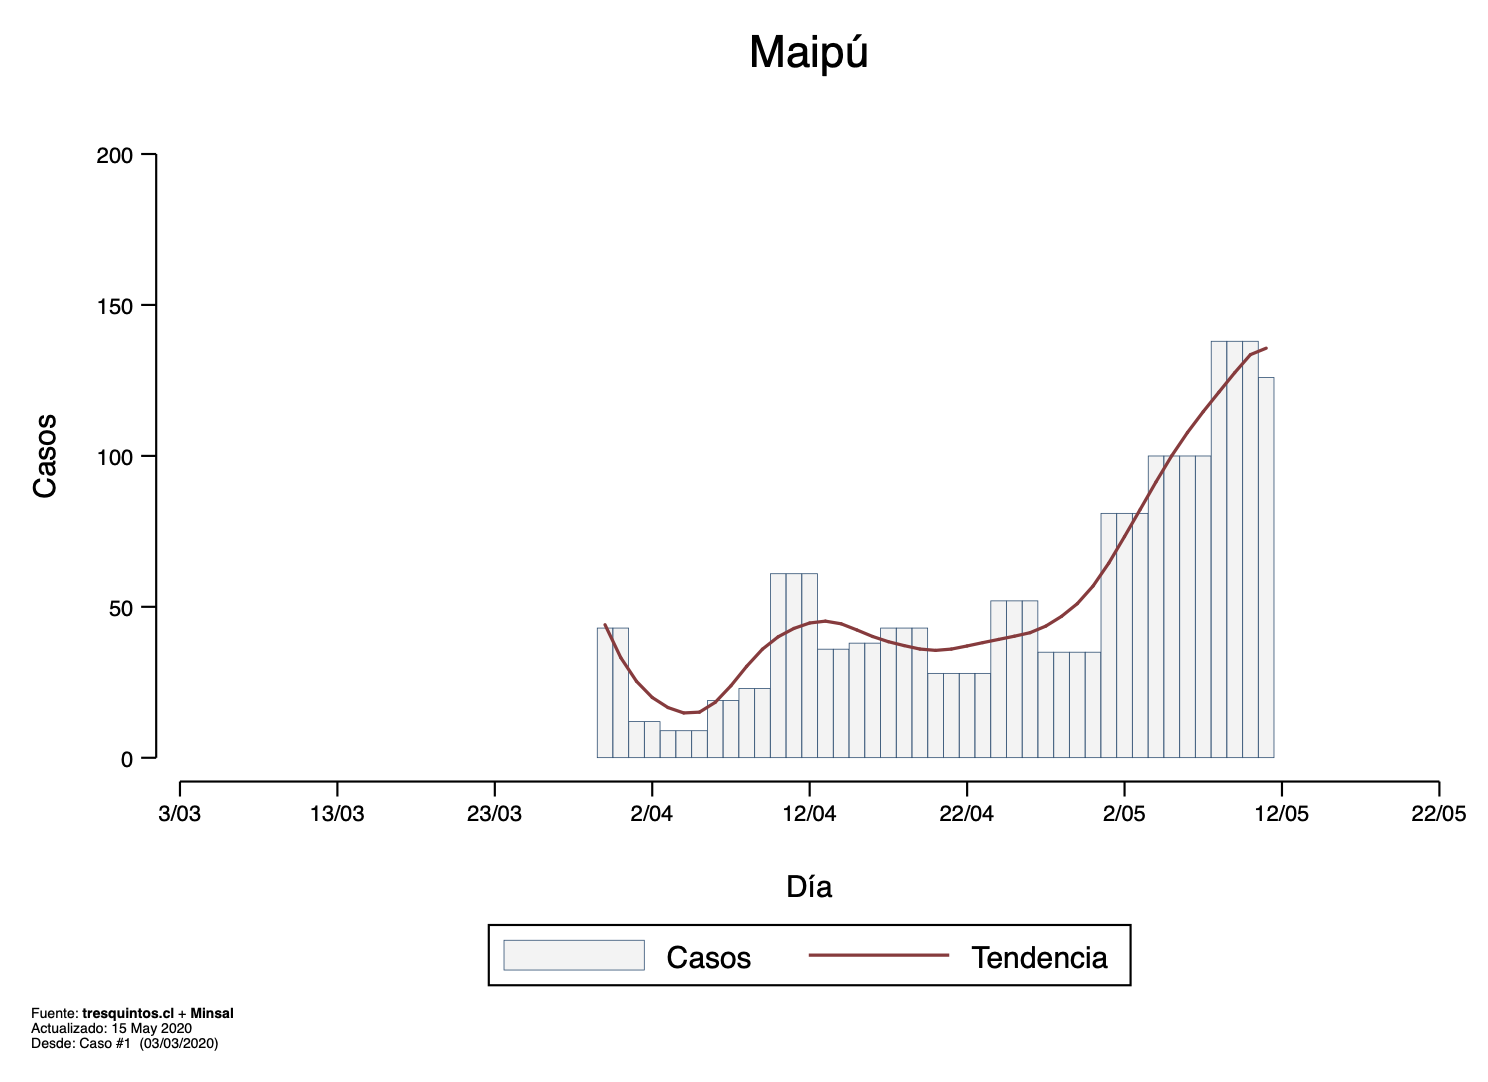 Maipú
200
150
100
50
0
Casos
3/03 13/03 23/03 2/04 12/04 22/04 2/05 12/05 22/05
Día
Casos Tendencia
Fuente: tresquintos.cl + Minsal
Actualizado: 15 May 2020
Desde: Caso #1 (03/03/2020)